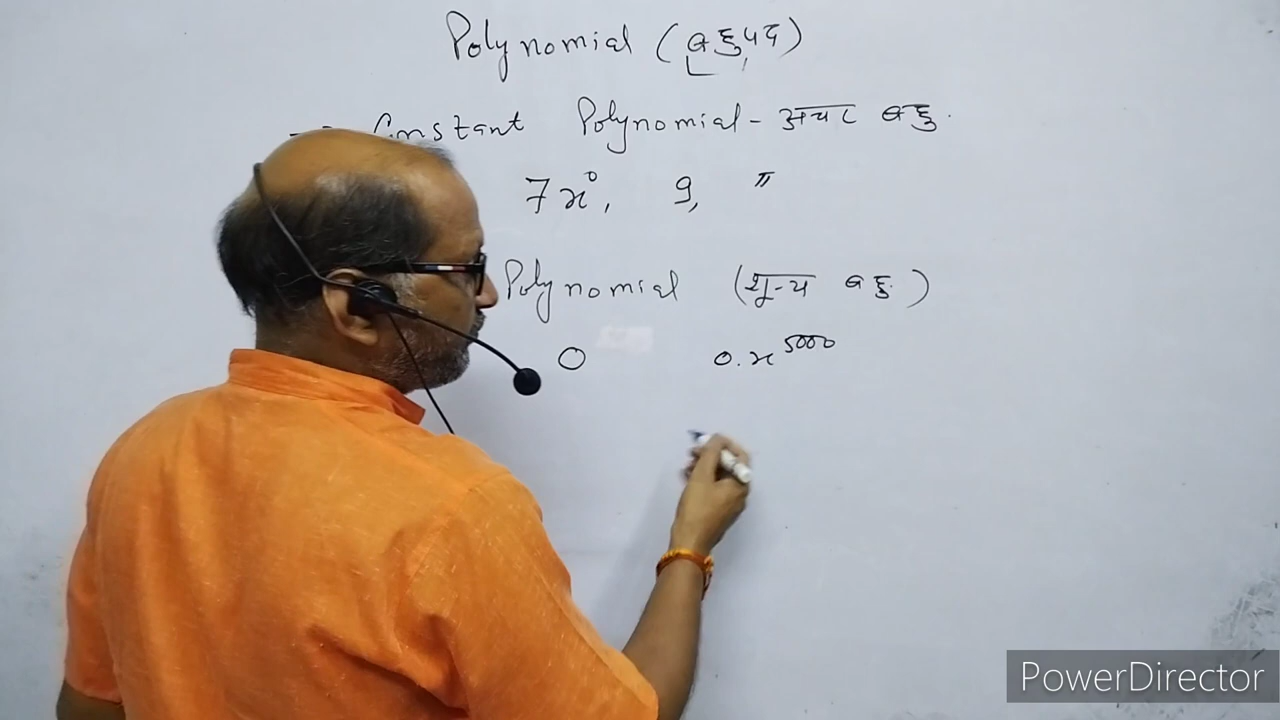 Polynomial (बहुपद)
→ Constant Polynomial - अचर बहु.
7x⁰, 9, π
Polynomial (शून्य बहु.)
0 0.x⁵⁰⁰⁰
PowerDirector